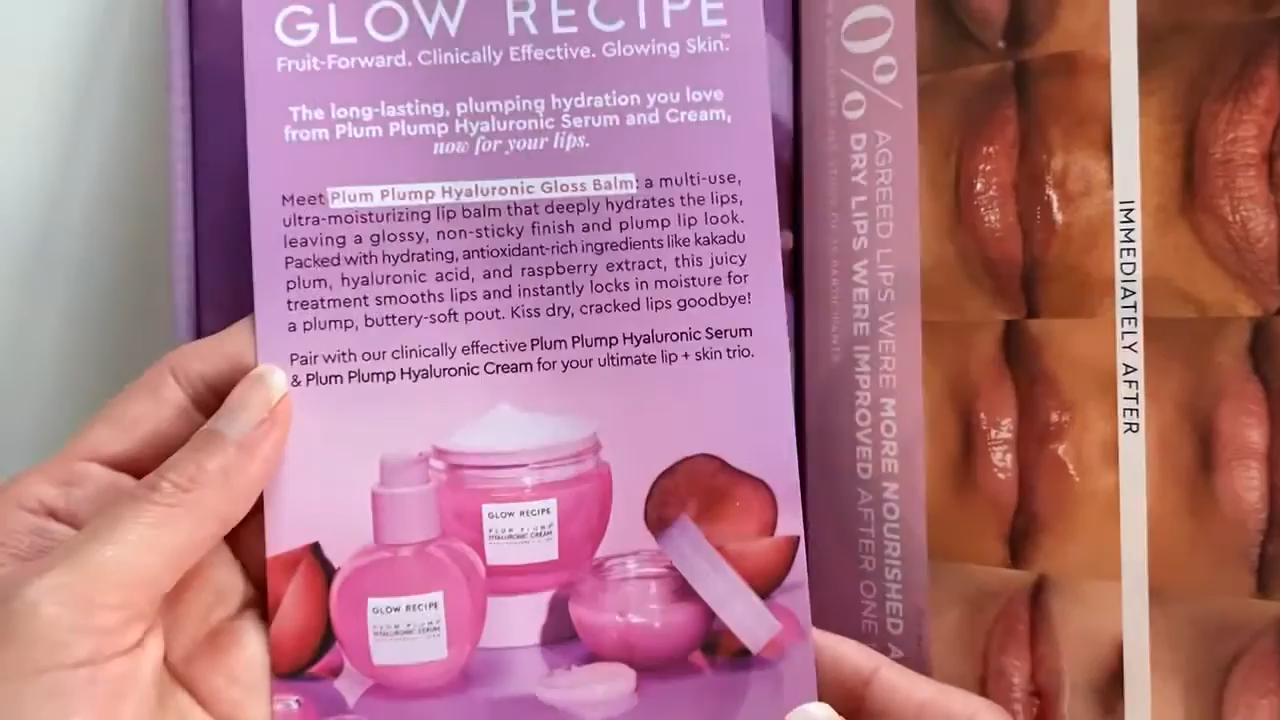 GLOW RECIPE
Fruit-Forward. Clinically Effective. Glowing Skin.™
The long-lasting, plumping hydration you love
from Plum Plump Hyaluronic Serum and Cream,
now for your lips.
Meet Plum Plump Hyaluronic Gloss Balm: a multi-use,
ultra-moisturizing lip balm that deeply hydrates the lips,
leaving a glossy, non-sticky finish and plump lip look.
Packed with hydrating, antioxidant-rich ingredients like kakadu
plum, hyaluronic acid, and raspberry extract, this juicy
treatment smooths lips and instantly locks in moisture for
a plump, buttery-soft pout. Kiss dry, cracked lips goodbye!
Pair with our clinically effective Plum Plump Hyaluronic Serum
& Plum Plump Hyaluronic Cream for your ultimate lip + skin trio.
GLOW RECIPE
PLUM PLUMP
HYALURONIC CREAM
GLOW RECIPE
PLUM PLUMP
HYALURONIC SERUM
0%
AGREED LIPS WERE MORE NOURISHED A
DRY LIPS WERE IMPROVED AFTER ONE
IMMEDIATELY AFTER